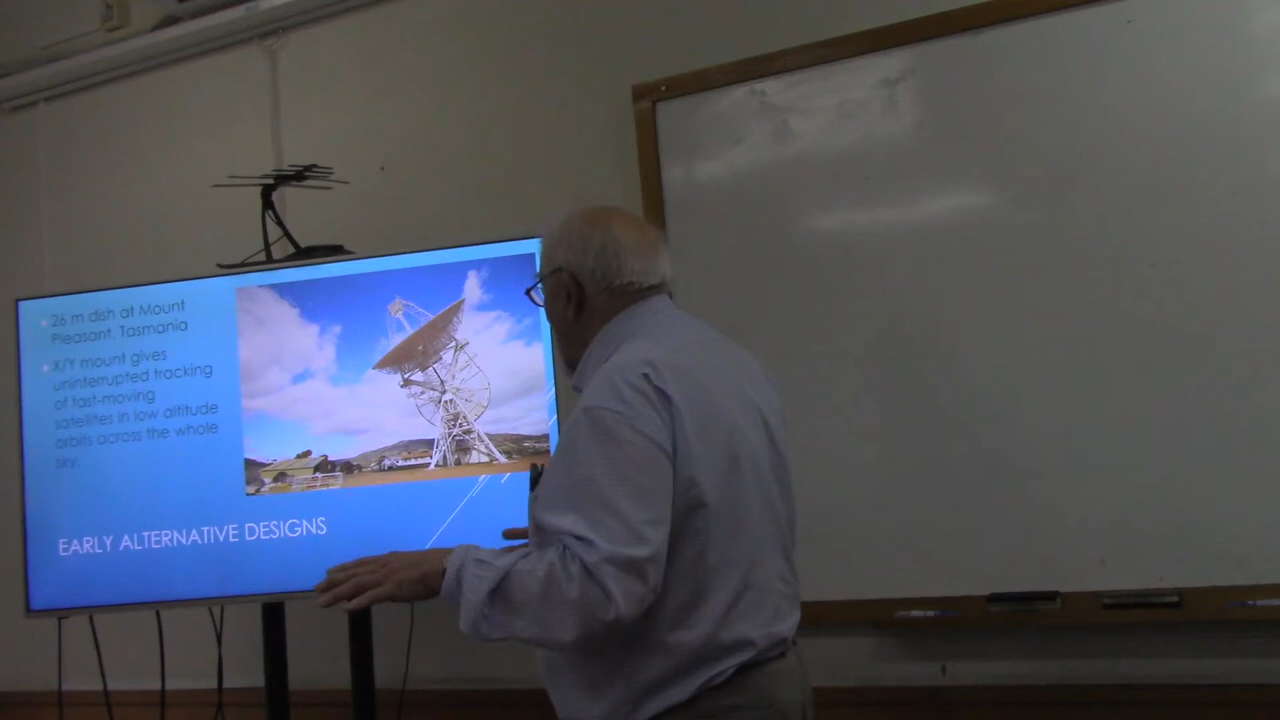 26 m dish at Mount
Pleasant, Tasmania
X/Y mount gives
uninterrupted tracking
of fast-moving
satellites in low altitude
orbits across the whole
sky.
EARLY ALTERNATIVE DESIGNS